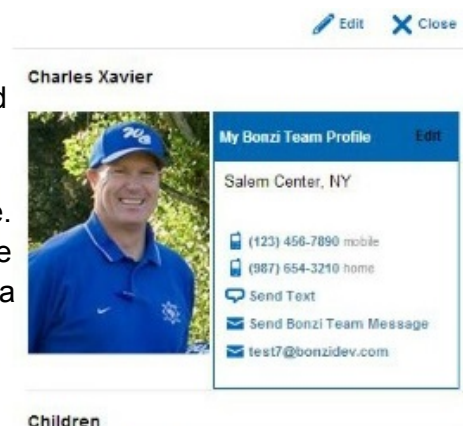 Edit Close
Charles Xavier
d
My Bonzi Team Profile Edit
Salem Center, NY
e.
e
a
(123) 456-7890 mobile
(987) 654-3210 home
Send Text
Send Bonzi Team Message
test7@bonzidev.com
Children